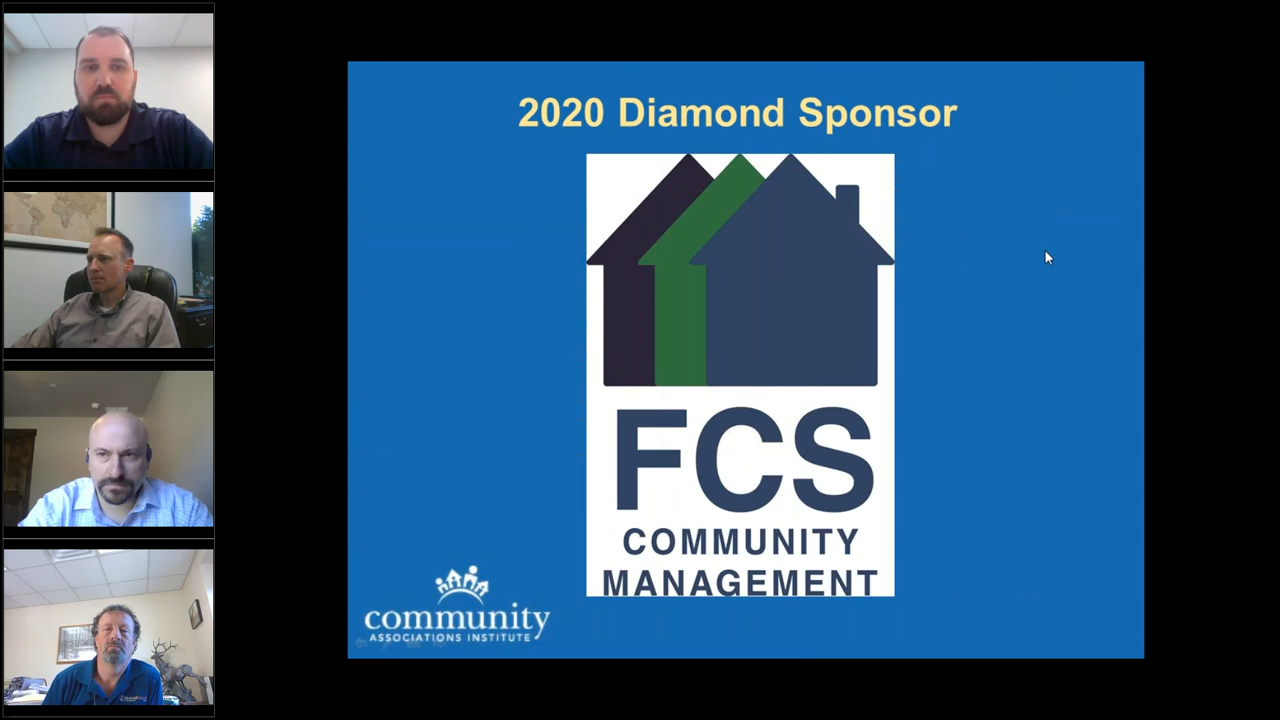 2020 Diamond Sponsor
FCS
COMMUNITY
MANAGEMENT
community
ASSOCIATIONS INSTITUTE